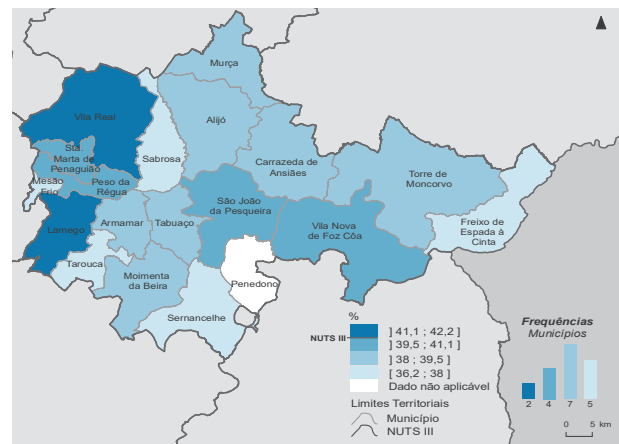 Murça
Vila Real
Alijó
Sta.
Marta de
Penaguião
Sabrosa
Carrazeda de
Ansiães
Torre de
Moncorvo
Mesão
Frio
Peso da
Régua
São João
da Pesqueira
Lamego
Armamar
Tabuaço
Vila Nova
de Foz Côa
Freixo de
Espada à
Cinta
Tarouca
Moimenta
da Beira
Penedono
Sernancelhe
%
] 41,1 ; 42,2 ]
NUTS III
] 39,5 ; 41,1 ]
] 38 ; 39,5 ]
[ 36,2 ; 38 ]
Dado não aplicável
Limites Territoriais
Município
NUTS III
Frequências
Municípios
2 4 7 5
0 5 km